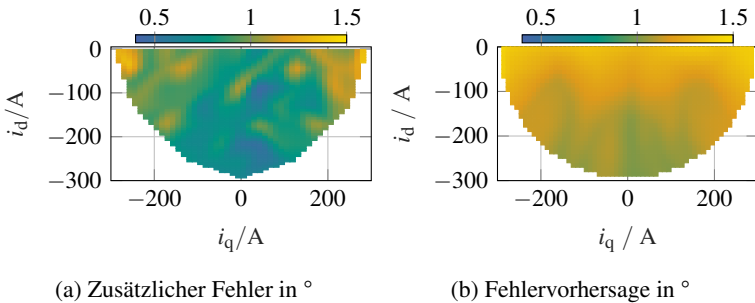 0.5 1 1.5
0
−100
−200
−300
−200 0 200
i_d/A
i_q/A
(a) Zusätzlicher Fehler in °
0.5 1 1.5
0
−100
−200
−300
−200 0 200
i_d / A
i_q / A
(b) Fehlervorhersage in °